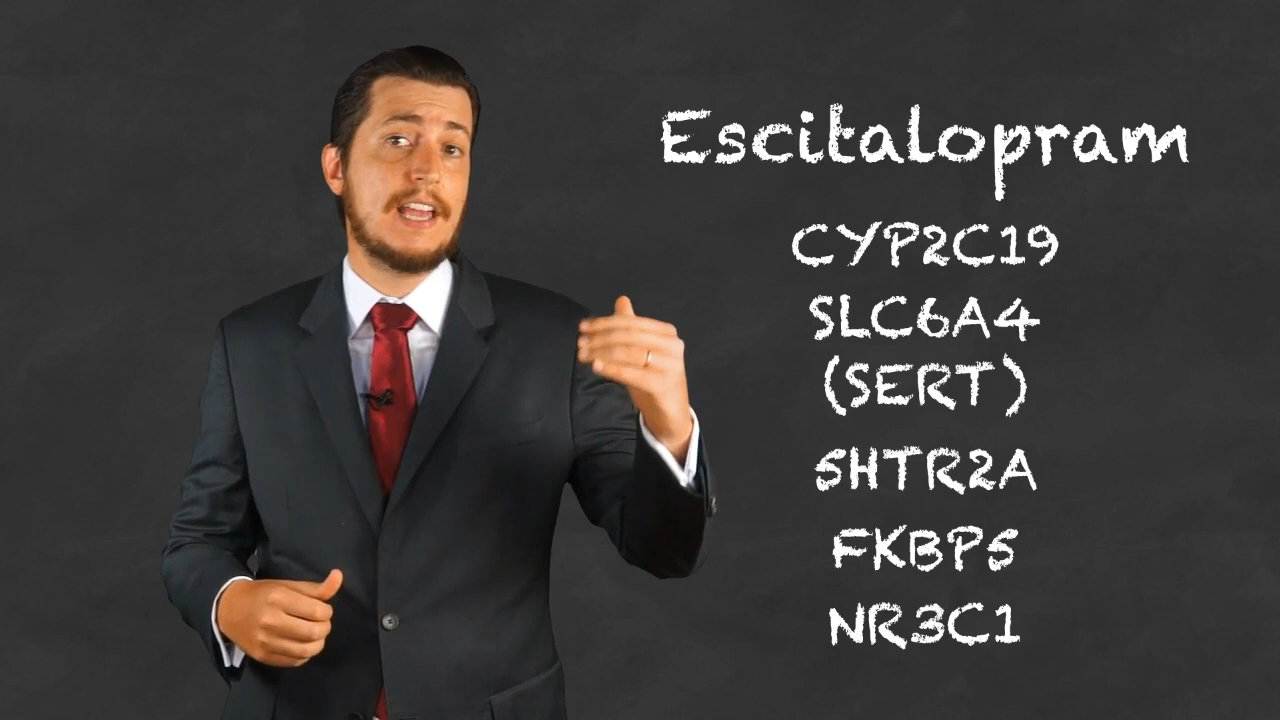 Escitalopram
CYP2C19
SLC6A4
(SERT)
5HTR2A
FKBP5
NR3C1